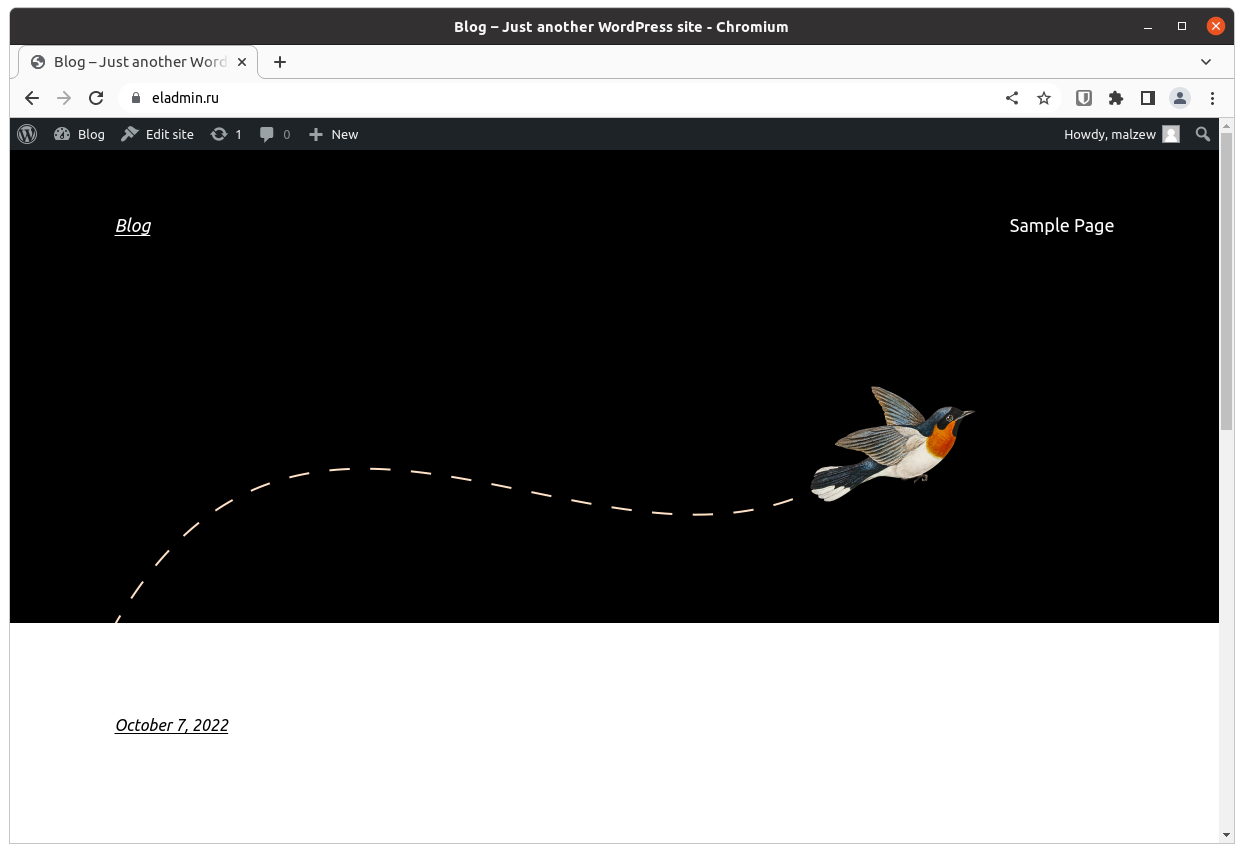 Blog – Just another WordPress site - Chromium
Blog – Just another Word
eladmin.ru
Blog Edit site 1 0 New Howdy, malzew
Blog Sample Page
October 7, 2022